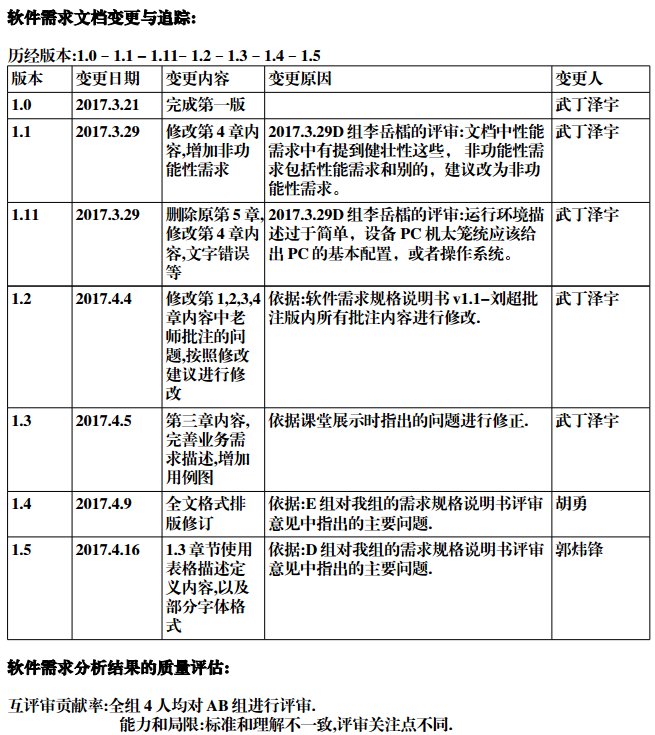 软件需求文档变更与追踪:
历经版本:1.0 – 1.1 – 1.11– 1.2 – 1.3 – 1.4 – 1.5
版本 变更日期 变更内容 变更原因 变更人
1.0 2017.3.21 完成第一版 武丁泽宇
1.1 2017.3.29 修改第 4 章内 2017.3.29D 组李岳檑的评审:文档中性能 武丁泽宇
容,增加非功 需求中有提到健壮性这些， 非功能性需
能性需求 求包括性能需求和别的，建议改为非功
能性需求。
1.11 2017.3.29 删除原第 5 章, 2017.3.29D 组李岳檑的评审:运行环境描 武丁泽宇
修改第 4 章内 述过于简单，设备 PC 机太笼统应该给
容,文字错误 出 PC 的基本配置，或者操作系统。
等
1.2 2017.4.4 修改第 1,2,3,4 依据:软件需求规格说明书 v1.1–刘超批 武丁泽宇
章内容中老 注版内所有批注内容进行修改.
师批注的问
题,按照修改
建议进行修
改
1.3 2017.4.5 第三章内容, 依据课堂展示时指出的问题进行修正. 武丁泽宇
完善业务需
求描述,增加
用例图
1.4 2017.4.9 全文格式排 依据:E 组对我组的需求规格说明书评审 胡勇
版修订 意见中指出的主要问题.
1.5 2017.4.16 1.3 章节使用 依据:D 组对我组的需求规格说明书评审 郭炜锋
表格描述定 意见中指出的主要问题.
义内容,以及
部分字体格
式
软件需求分析结果的质量评估:
互评审贡献率:全组 4 人均对 AB 组进行评审.
能力和局限:标准和理解不一致,评审关注点不同.